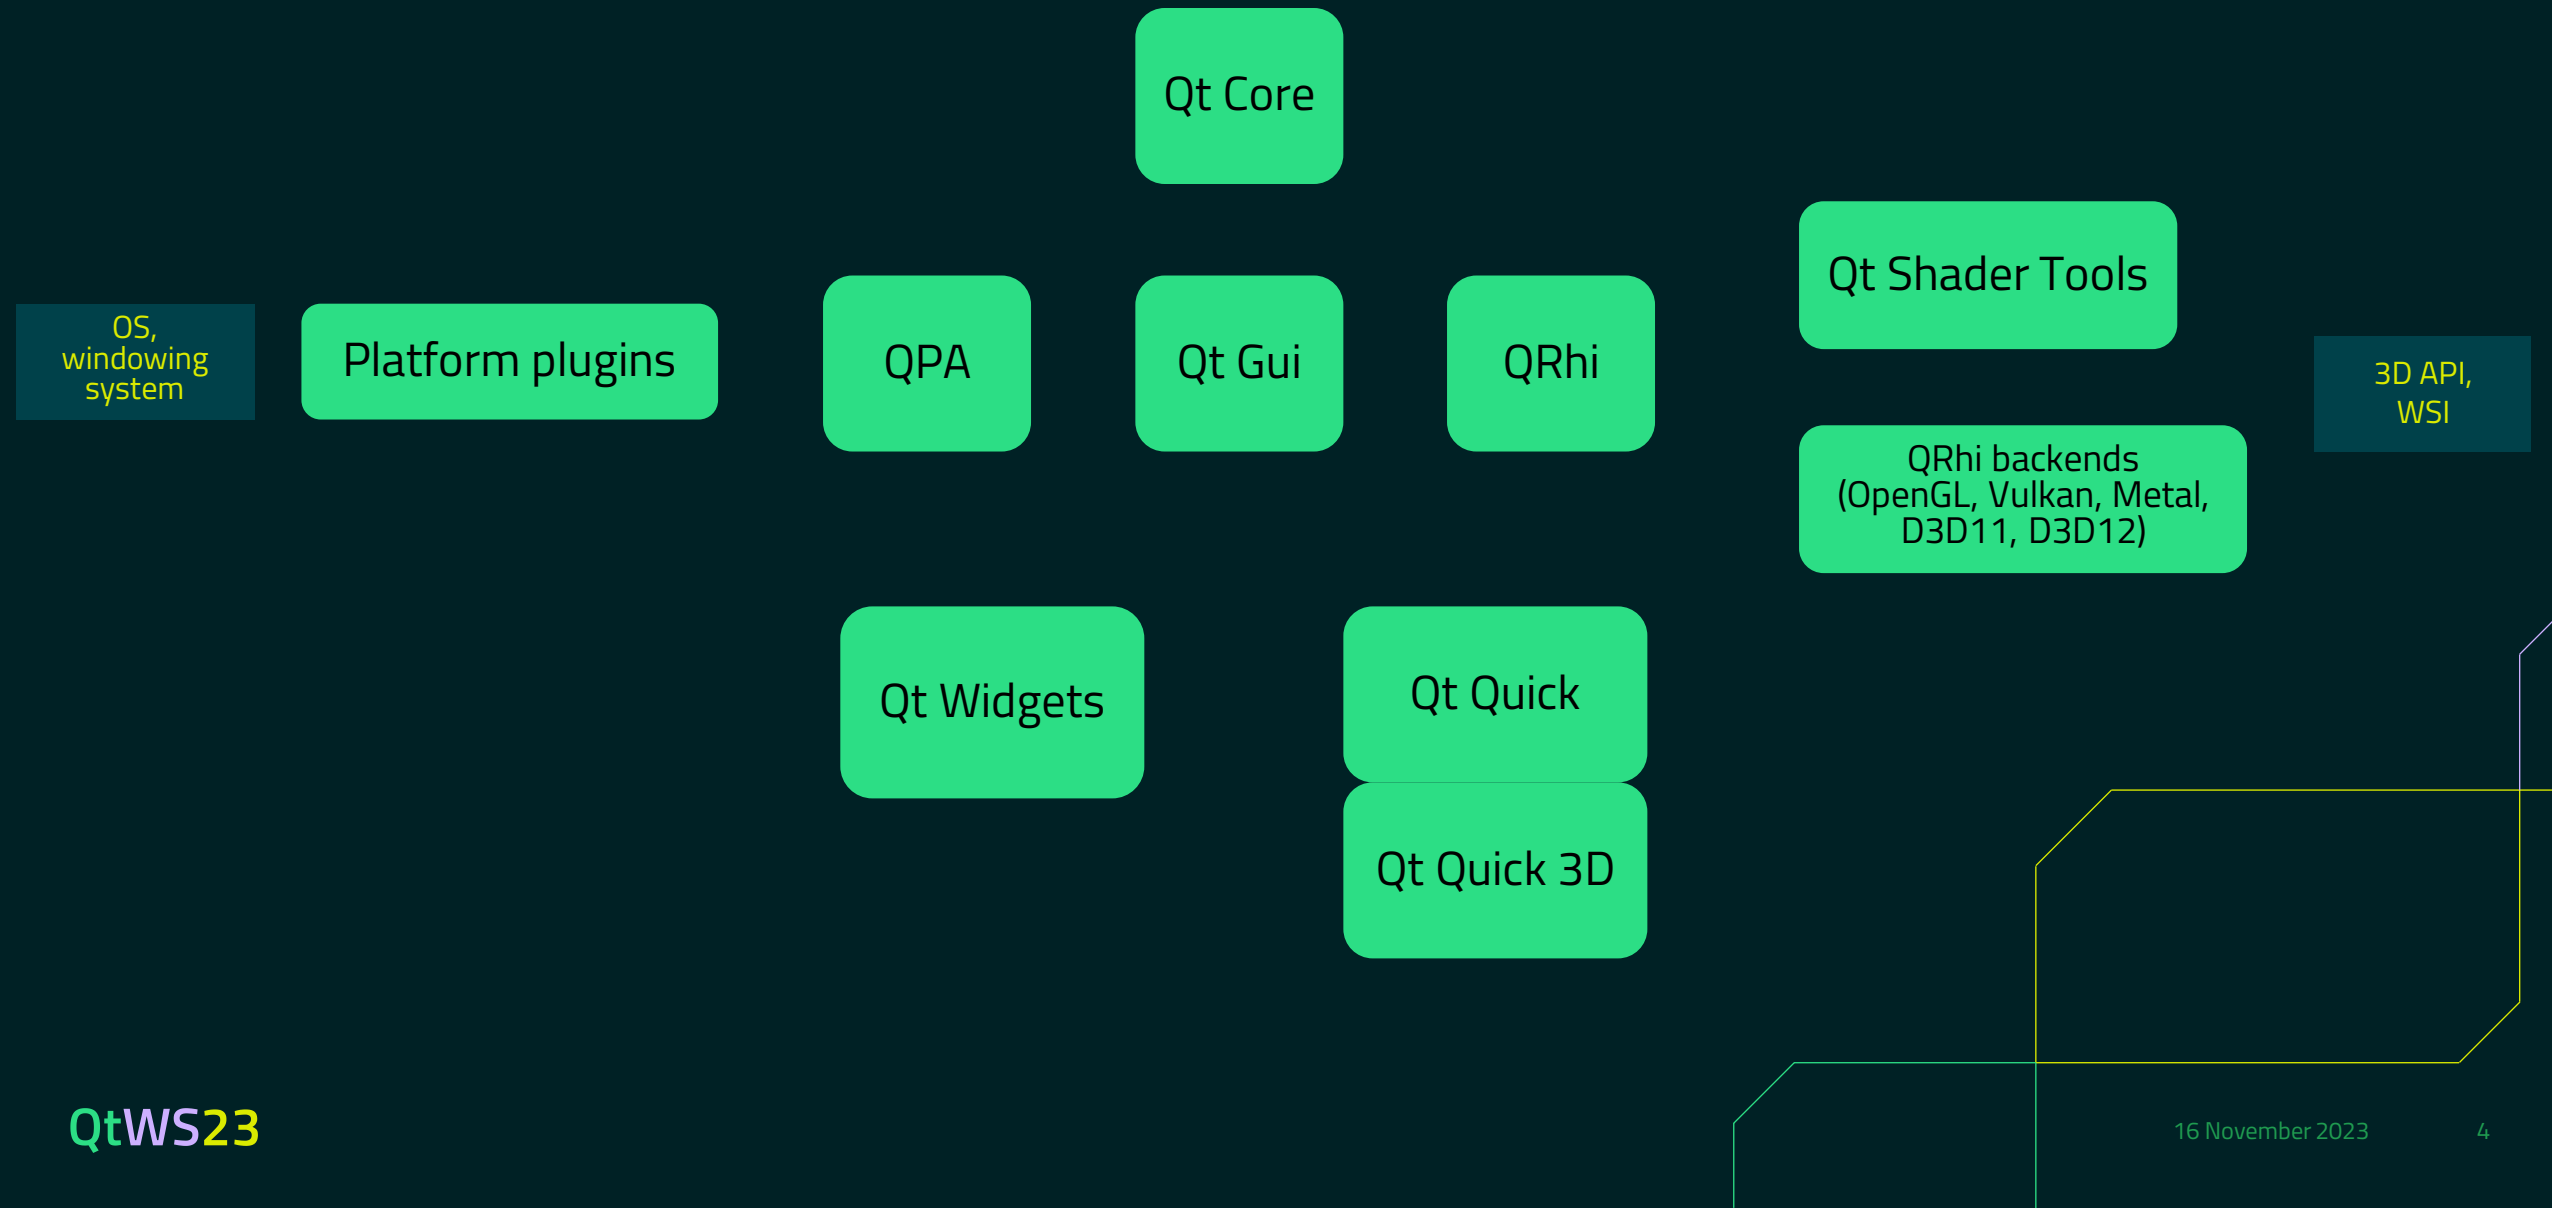 Qt Core
Qt Shader Tools
OS,
windowing
system
Platform plugins
QPA
Qt Gui
QRhi
3D API,
WSI
QRhi backends
(OpenGL, Vulkan, Metal,
D3D11, D3D12)
Qt Widgets
Qt Quick
Qt Quick 3D
QtWS23
16 November 2023
4